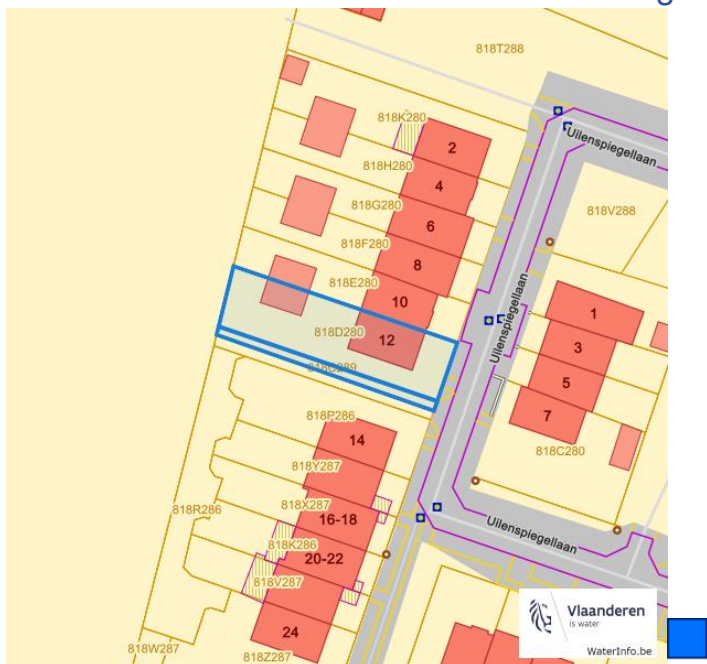 818T288
818K280
2
Uilenspiegellaan
818H280
4
818G280
6
818V288
818F280
8
818E280
10
Uilenspiegellaan
1
818D280
12
3
5
7
818P286
14
818C280
818Y287
818X287
818R286
16-18
Uilenspiegellaan
818K286
20-22
818V287
24
818W287
818Z287
Vlaanderen
is water
WaterInfo.be